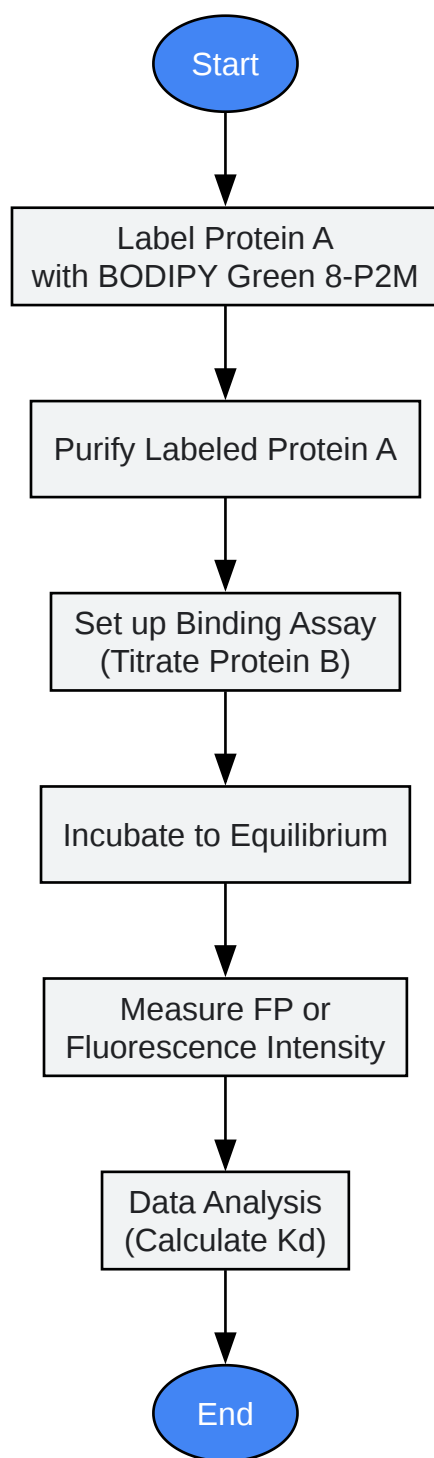 Start
Label Protein A
with BODIPY Green 8-P2M
Purify Labeled Protein A
Set up Binding Assay
(Titrate Protein B)
Incubate to Equilibrium
Measure FP or
Fluorescence Intensity
Data Analysis
(Calculate Kd)
End